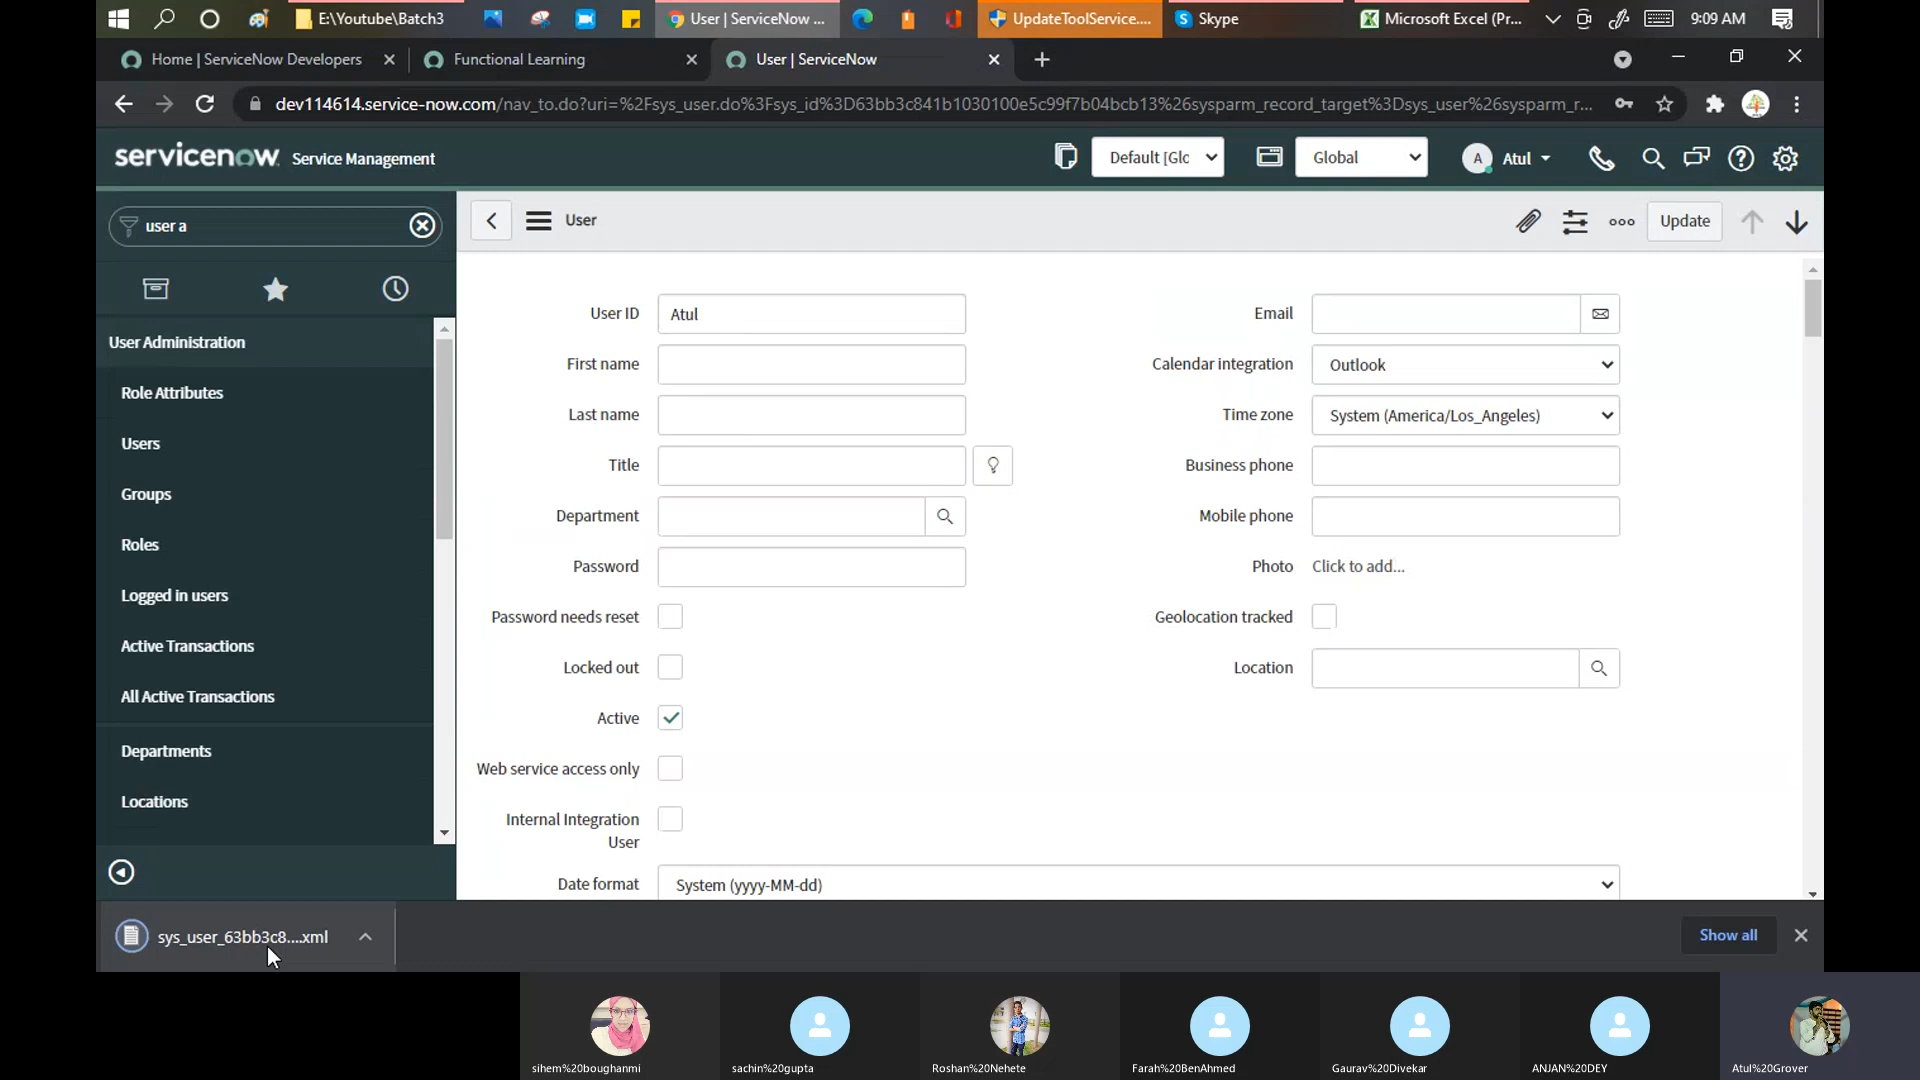 E:\Youtube\Batch3
User | ServiceNow ...
UpdateToolService....
Skype
Microsoft Excel (Pr...
9:09 AM
Home | ServiceNow Developers
Functional Learning
User | ServiceNow
dev114614.service-now.com/nav_to.do?uri=%2Fsys_user.do%3Fsys_id%3D63bb3c841b1030100e5c99f7b04bcb13%26sysparm_record_target%3Dsys_user%26sysparm_r...
servicenow Service Management
Default [Glc
Global
A
Atul
user a
User
Update
User Administration
Role Attributes
Users
Groups
Roles
Logged in users
Active Transactions
All Active Transactions
Departments
Locations
User ID
Atul
First name
Last name
Title
Department
Password
Password needs reset
Locked out
Active
Web service access only
Internal Integration
User
Date format
System (yyyy-MM-dd)
Email
Calendar integration
Outlook
Time zone
System (America/Los_Angeles)
Business phone
Mobile phone
Photo
Click to add...
Geolocation tracked
Location
sys_user_63bb3c8....xml
Show all
sihem%20boughanmi
sachin%20gupta
Roshan%20Nehete
Farah%20BenAhmed
Gaurav%20Divekar
ANJAN%20DEY
Atul%20Grover